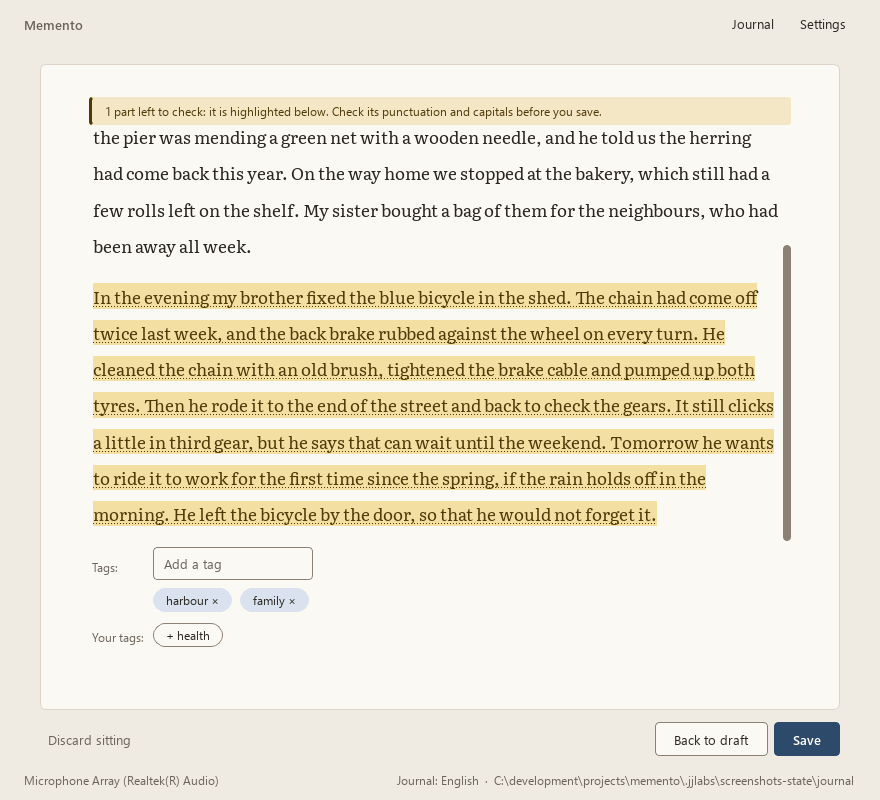 Memento
Journal Settings
1 part left to check: it is highlighted below. Check its punctuation and capitals before you save.
the pier was mending a green net with a wooden needle, and he told us the herring
had come back this year. On the way home we stopped at the bakery, which still had a
few rolls left on the shelf. My sister bought a bag of them for the neighbours, who had
been away all week.
In the evening my brother fixed the blue bicycle in the shed. The chain had come off
twice last week, and the back brake rubbed against the wheel on every turn. He
cleaned the chain with an old brush, tightened the brake cable and pumped up both
tyres. Then he rode it to the end of the street and back to check the gears. It still clicks
a little in third gear, but he says that can wait until the weekend. Tomorrow he wants
to ride it to work for the first time since the spring, if the rain holds off in the
morning. He left the bicycle by the door, so that he would not forget it.
Tags: Add a tag
harbour × family ×
Your tags: + health
Discard sitting Back to draft Save
Microphone Array (Realtek(R) Audio) Journal: English · C:\development\projects\memento\.jjlabs\screenshots-state\journal